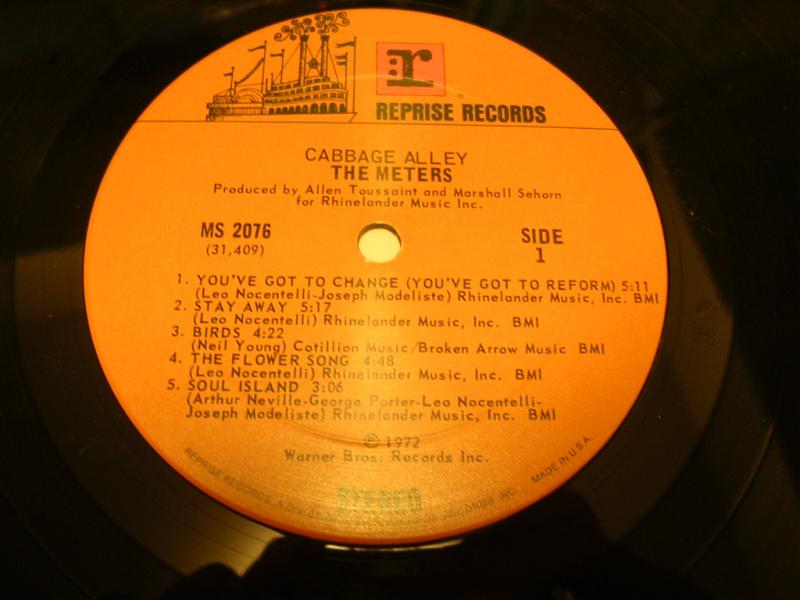 r
REPRISE RECORDS
CABBAGE ALLEY
THE METERS
Produced by Allen Toussaint and Marshall Sehorn
for Rhinelander Music Inc.
MS 2076
(31,409)
SIDE
1
1. YOU'VE GOT TO CHANGE (YOU'VE GOT TO REFORM) 5:11
(Leo Nocentelli-Joseph Modeliste) Rhinelander Music, Inc. BMI
2. STAY AWAY 5:17
(Leo Nocentelli) Rhinelander Music, Inc. BMI
3. BIRDS 4:22
(Neil Young) Cotillion Music/Broken Arrow Music BMI
4. THE FLOWER SONG 4:48
(Leo Nocentelli) Rhinelander Music, Inc. BMI
5. SOUL ISLAND 3:06
(Arthur Neville-George Porter-Leo Nocentelli-
Joseph Modeliste) Rhinelander Music, Inc. BMI
© 1972
Warner Bros. Records Inc.
STEREO
REPRISE RECORDS, A RECORDS, INC. MADE IN U.S.A.